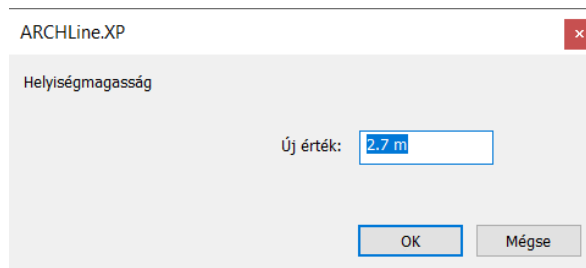 ARCHLine.XP
Helyiségmagasság
Új érték: 2.7 m
OK Mégse